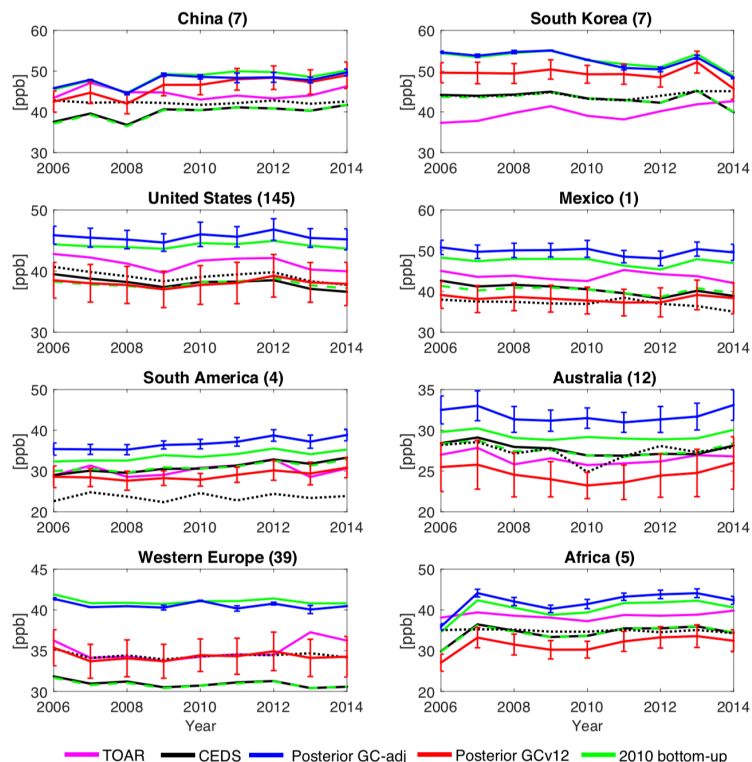 China (7)
[ppb]
60
50
40
30
2006 2008 2010 2012 2014
South Korea (7)
[ppb]
60
50
40
30
2006 2008 2010 2012 2014
United States (145)
[ppb]
50
40
30
2006 2008 2010 2012 2014
Mexico (1)
[ppb]
60
50
40
30
2006 2008 2010 2012 2014
South America (4)
[ppb]
50
40
30
20
2006 2008 2010 2012 2014
Australia (12)
[ppb]
35
30
25
20
2006 2008 2010 2012 2014
Western Europe (39)
[ppb]
45
40
35
30
2006 2008 2010 2012 2014
Year
Africa (5)
[ppb]
50
40
30
20
2006 2008 2010 2012 2014
Year
TOAR CEDS Posterior GC-adj Posterior GCv12 2010 bottom-up